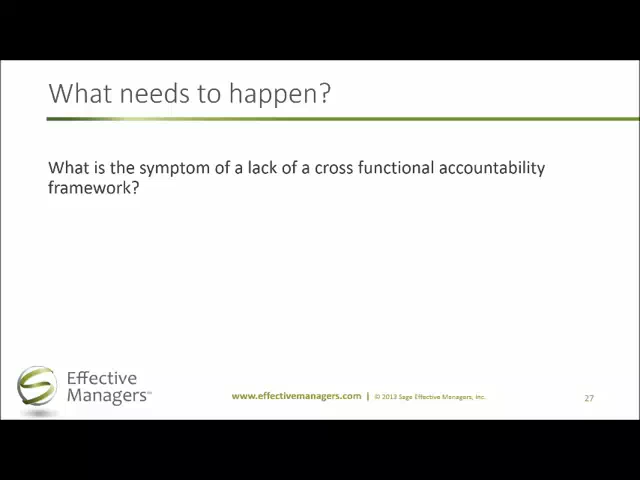 What needs to happen?
What is the symptom of a lack of a cross functional accountability
framework?
Effective
Managers℠
www.effectivemanagers.com | © 2013 Sage Effective Managers, Inc.
27